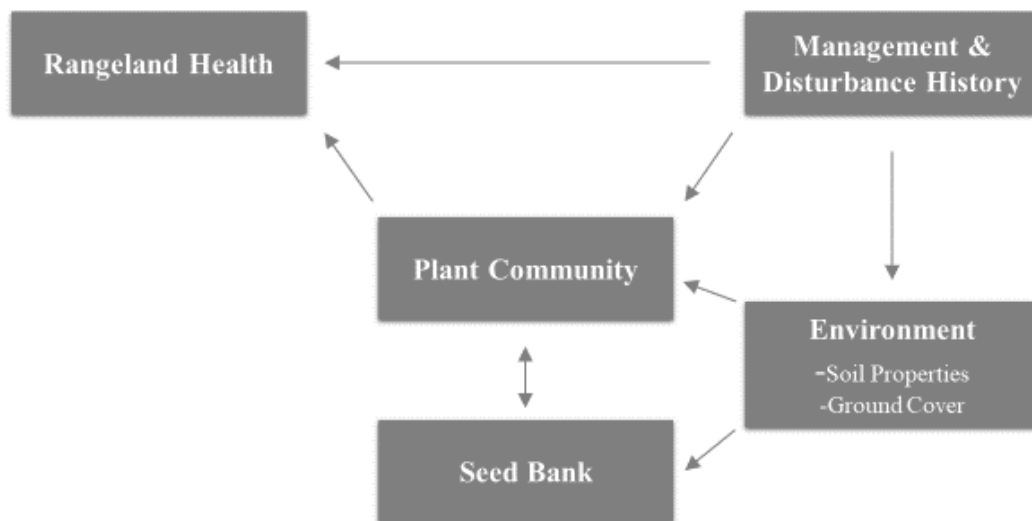 Rangeland Health
Management &
Disturbance History
Plant Community
Environment
-Soil Properties
-Ground Cover
Seed Bank